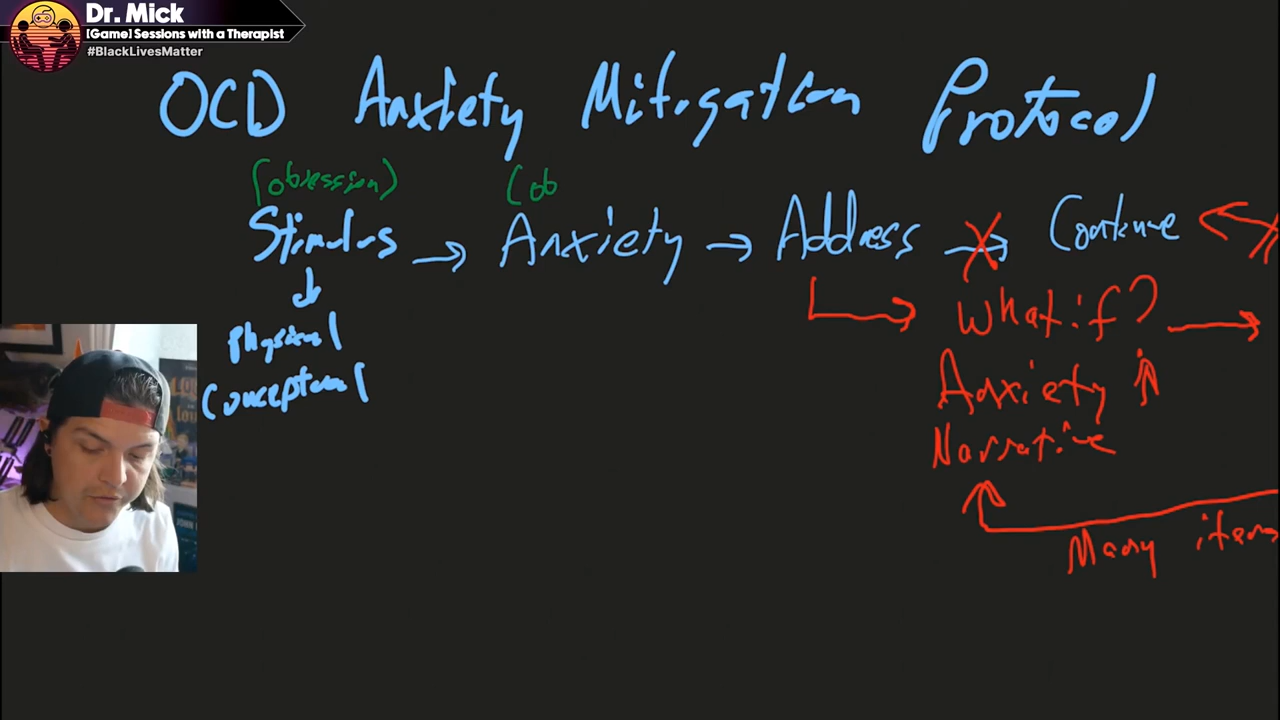 Dr. Mick
[Game] Sessions with a Therapist
#BlackLivesMatter
OCD Anxiety Mitigation Protocol
(obsession) (ob
Stimulus → Anxiety → Address → Continue
Physical
Conceptual
What if? →
Anxiety ↑
Narrative
Many items